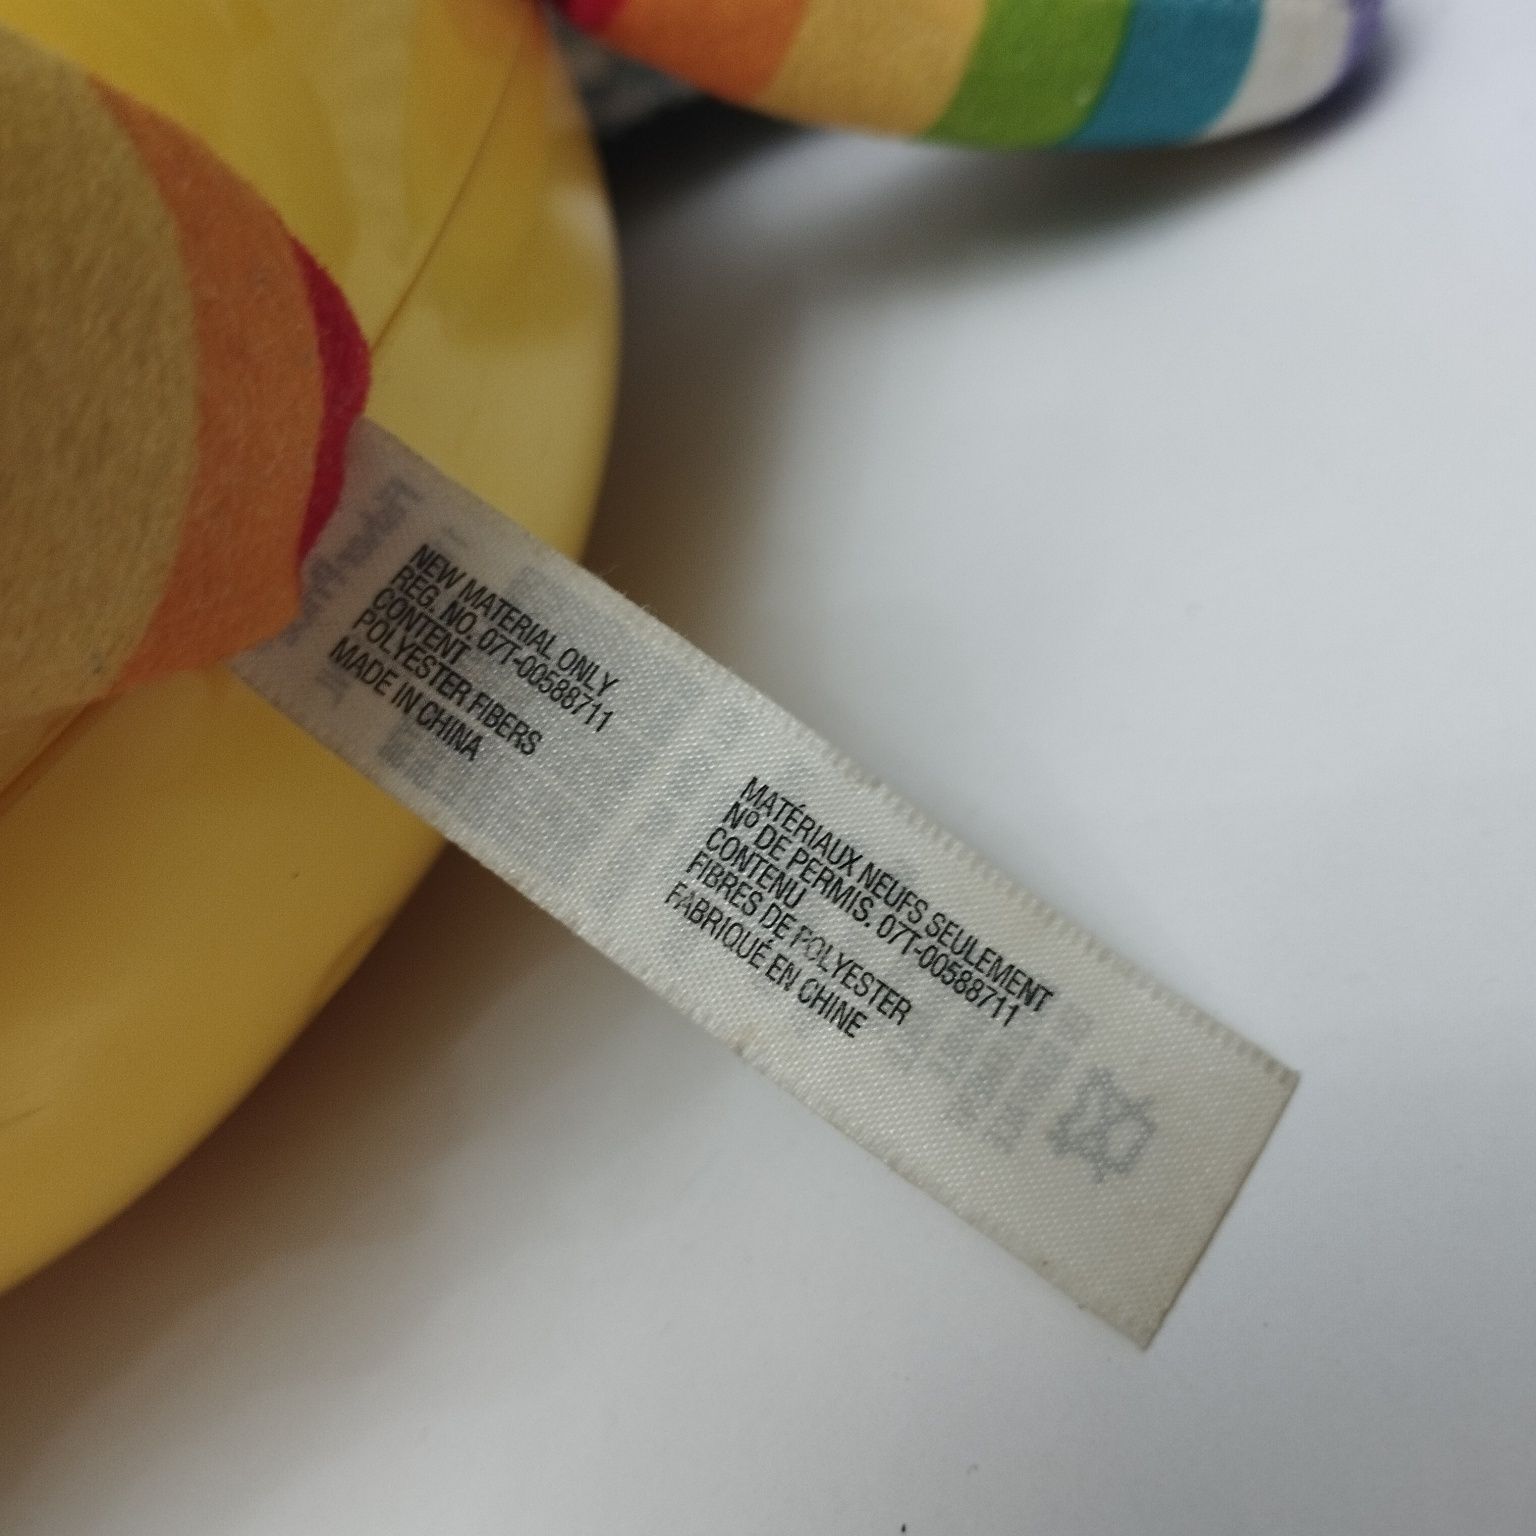 NEW MATERIAL ONLY
REG. NO. 07T-00588711
CONTENT
POLYESTER FIBERS
MADE IN CHINA
MATÉRIAUX NEUFS SEULEMENT
Nº DE PERMIS. 07T-00588711
CONTENU
FIBRES DE POLYESTER
FABRIQUÉ EN CHINE